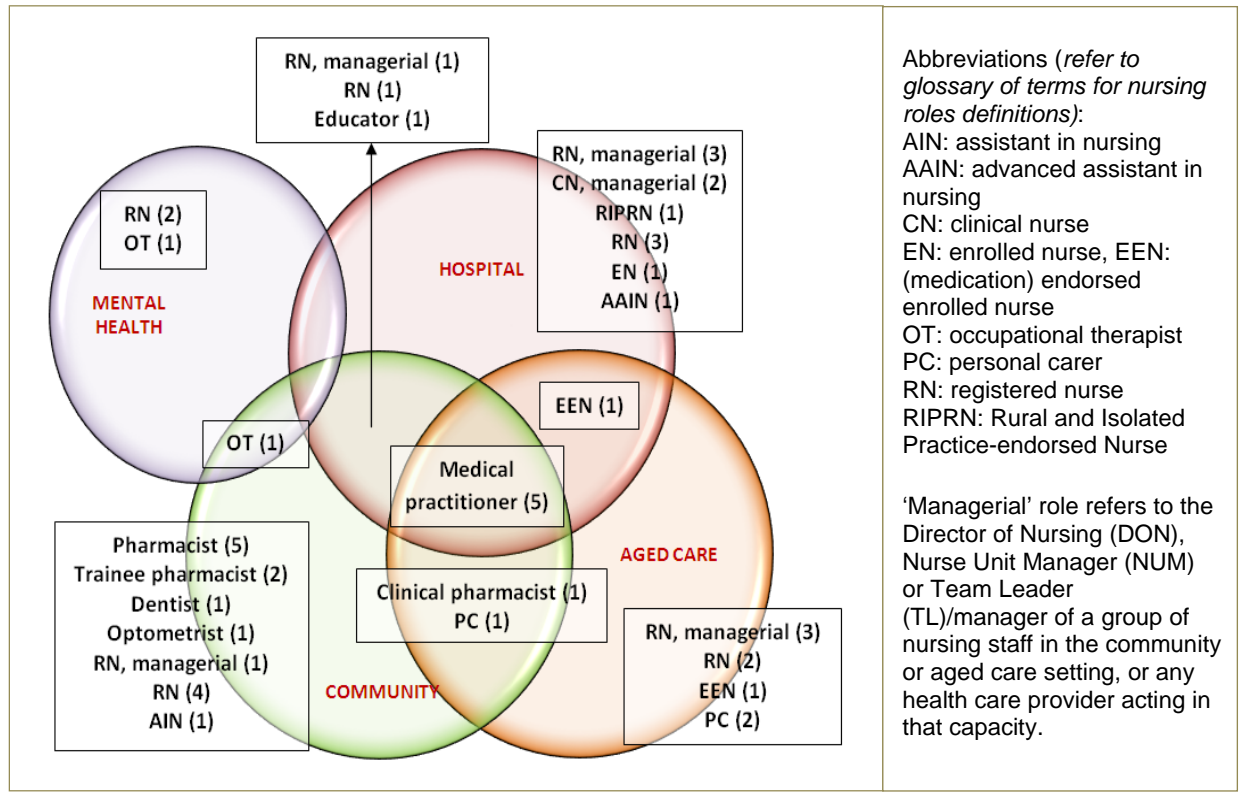 RN, managerial (1)
RN (1)
Educator (1)
RN, managerial (3)
CN, managerial (2)
RIPRN (1)
RN (3)
EN (1)
AAIN (1)
RN (2)
OT (1)
HOSPITAL
MENTAL
HEALTH
EEN (1)
OT (1)
Medical
practitioner (5)
Pharmacist (5)
Trainee pharmacist (2)
Dentist (1)
Optometrist (1)
RN, managerial (1)
RN (4)
AIN (1)
AGED CARE
Clinical pharmacist (1)
PC (1)
RN, managerial (3)
RN (2)
EEN (1)
PC (2)
COMMUNITY
Abbreviations (refer to
glossary of terms for nursing
roles definitions):
AIN: assistant in nursing
AAIN: advanced assistant in
nursing
CN: clinical nurse
EN: enrolled nurse, EEN:
(medication) endorsed
enrolled nurse
OT: occupational therapist
PC: personal carer
RN: registered nurse
RIPRN: Rural and Isolated
Practice-endorsed Nurse
‘Managerial’ role refers to the
Director of Nursing (DON),
Nurse Unit Manager (NUM)
or Team Leader
(TL)/manager of a group of
nursing staff in the community
or aged care setting, or any
health care provider acting in
that capacity.